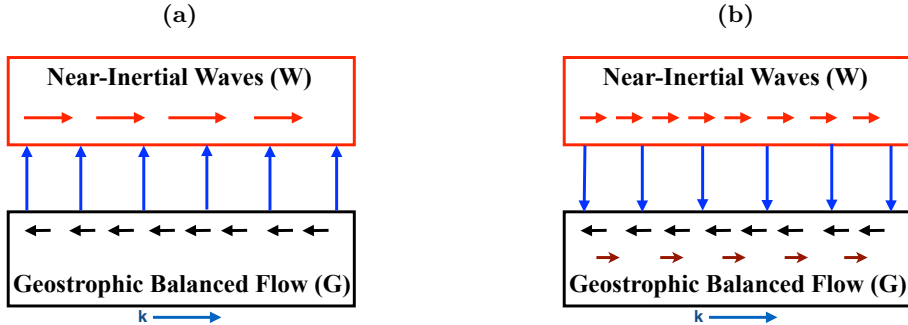 (a)
Near-Inertial Waves (W)
Geostrophic Balanced Flow (G)
k
(b)
Near-Inertial Waves (W)
Geostrophic Balanced Flow (G)
k